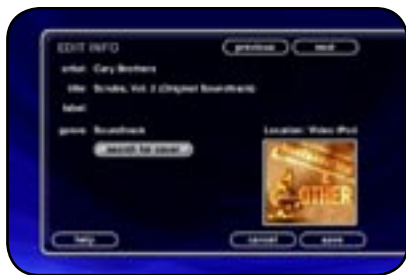 EDIT INFO
previous
next
artist: Cary Brothers
title: Scrubs, Vol. 2 (Original Soundtrack)
label:
genre: Soundtrack
Location: Video iPod
search for cover
OTHER
help
cancel
save